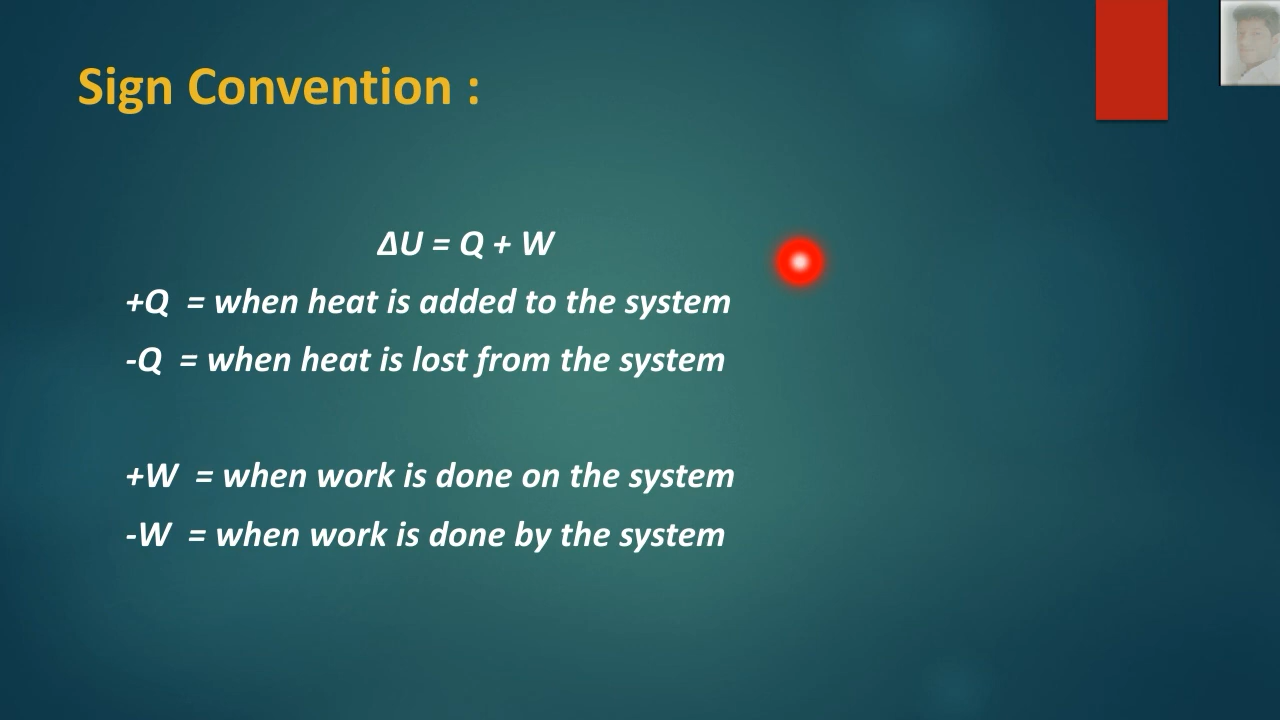 Sign Convention :
ΔU = Q + W
+Q = when heat is added to the system
-Q = when heat is lost from the system
+W = when work is done on the system
-W = when work is done by the system